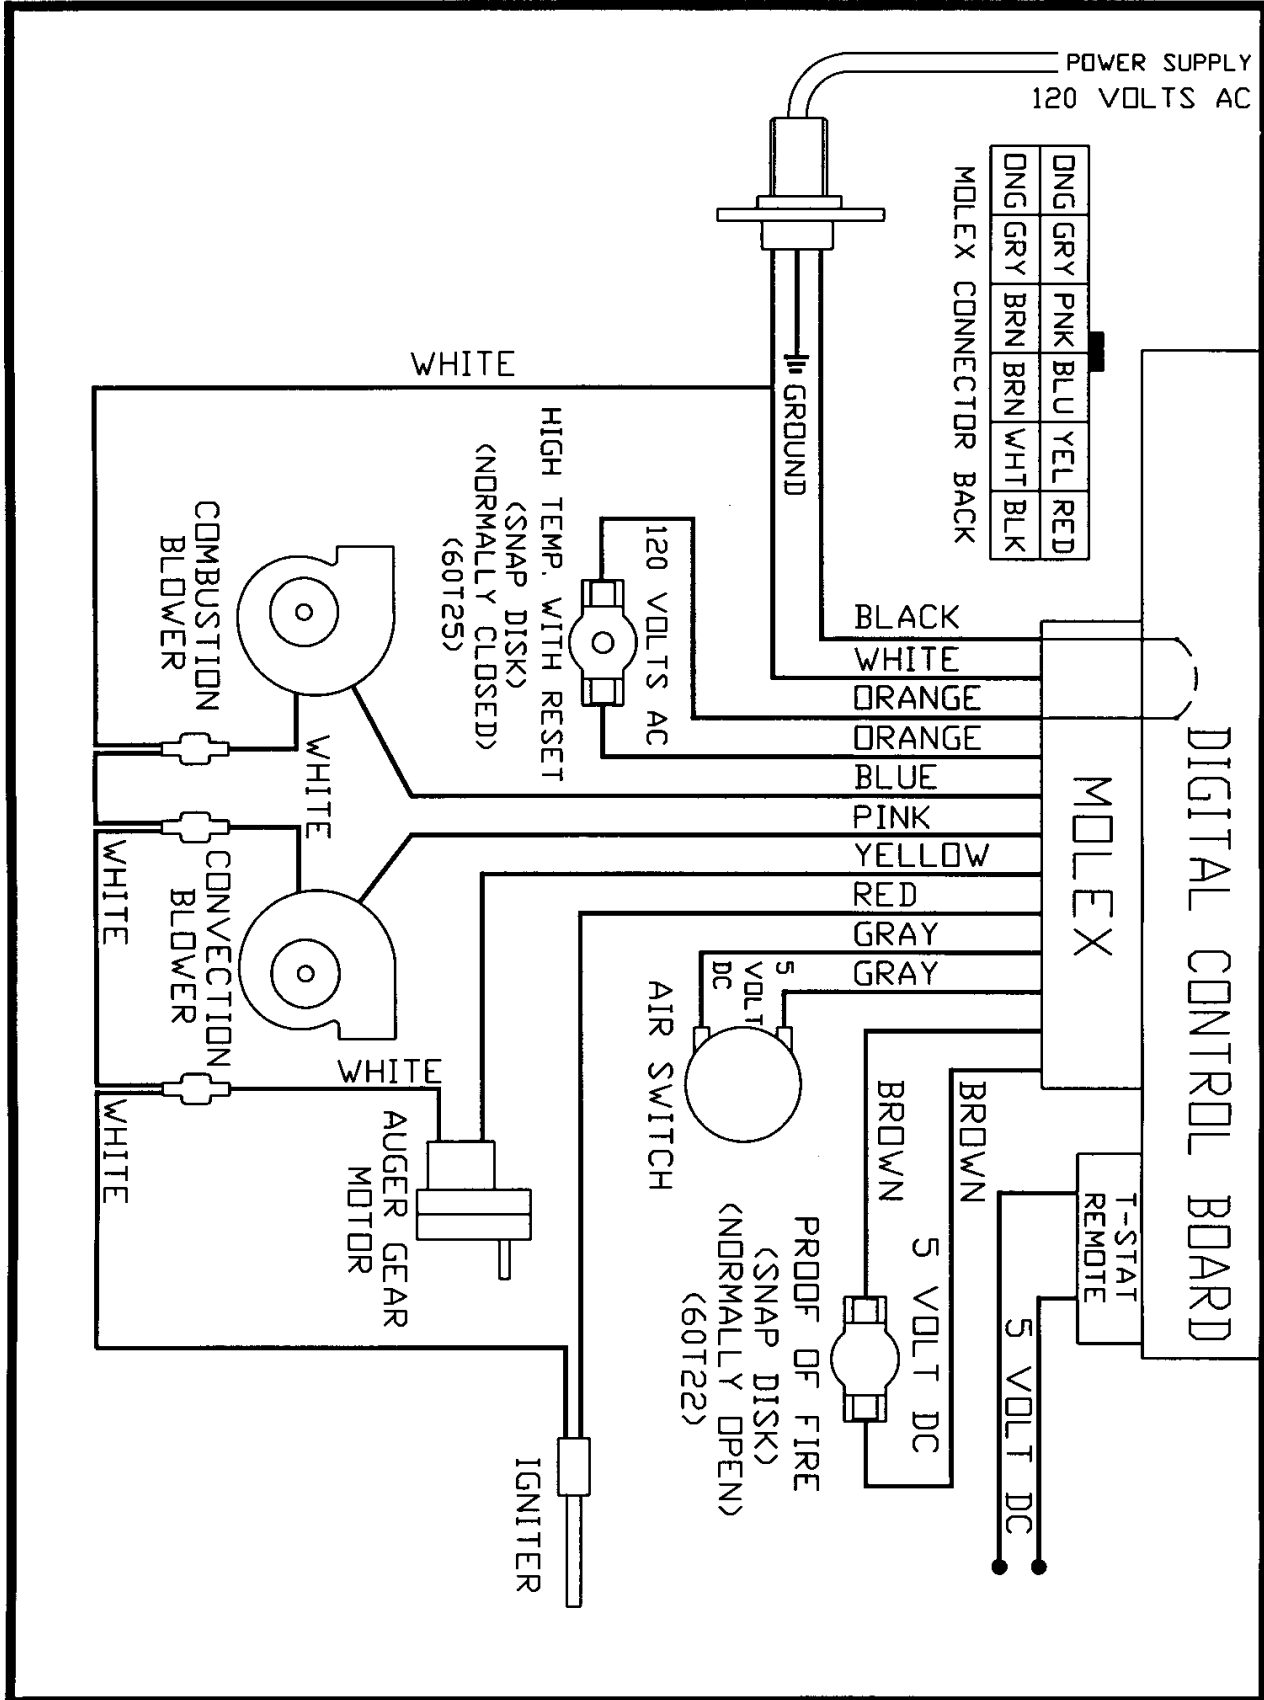 POWER SUPPLY
120 VOLTS AC
ONG GRY PNK BLU YEL RED
ONG GRY BRN BRN WHT BLK
MOLEX CONNECTOR BACK
GROUND
WHITE
HIGH TEMP. WITH RESET
(SNAP DISK)
(NORMALLY CLOSED)
(60T25)
120 VOLTS AC
COMBUSTION
BLOWER
BLACK
WHITE
ORANGE
ORANGE
BLUE
PINK
YELLOW
RED
GRAY
GRAY
MOLEX
DIGITAL CONTROL BOARD
WHITE
WHITE
CONVECTION
BLOWER
5
VOLT
DC
AIR SWITCH
BROWN
BROWN
WHITE
WHITE
AUGER GEAR
MOTOR
T-STAT
REMOTE
5 VOLT DC
5 VOLT DC
PROOF OF FIRE
(SNAP DISK)
(NORMALLY OPEN)
(60T22)
IGNITER